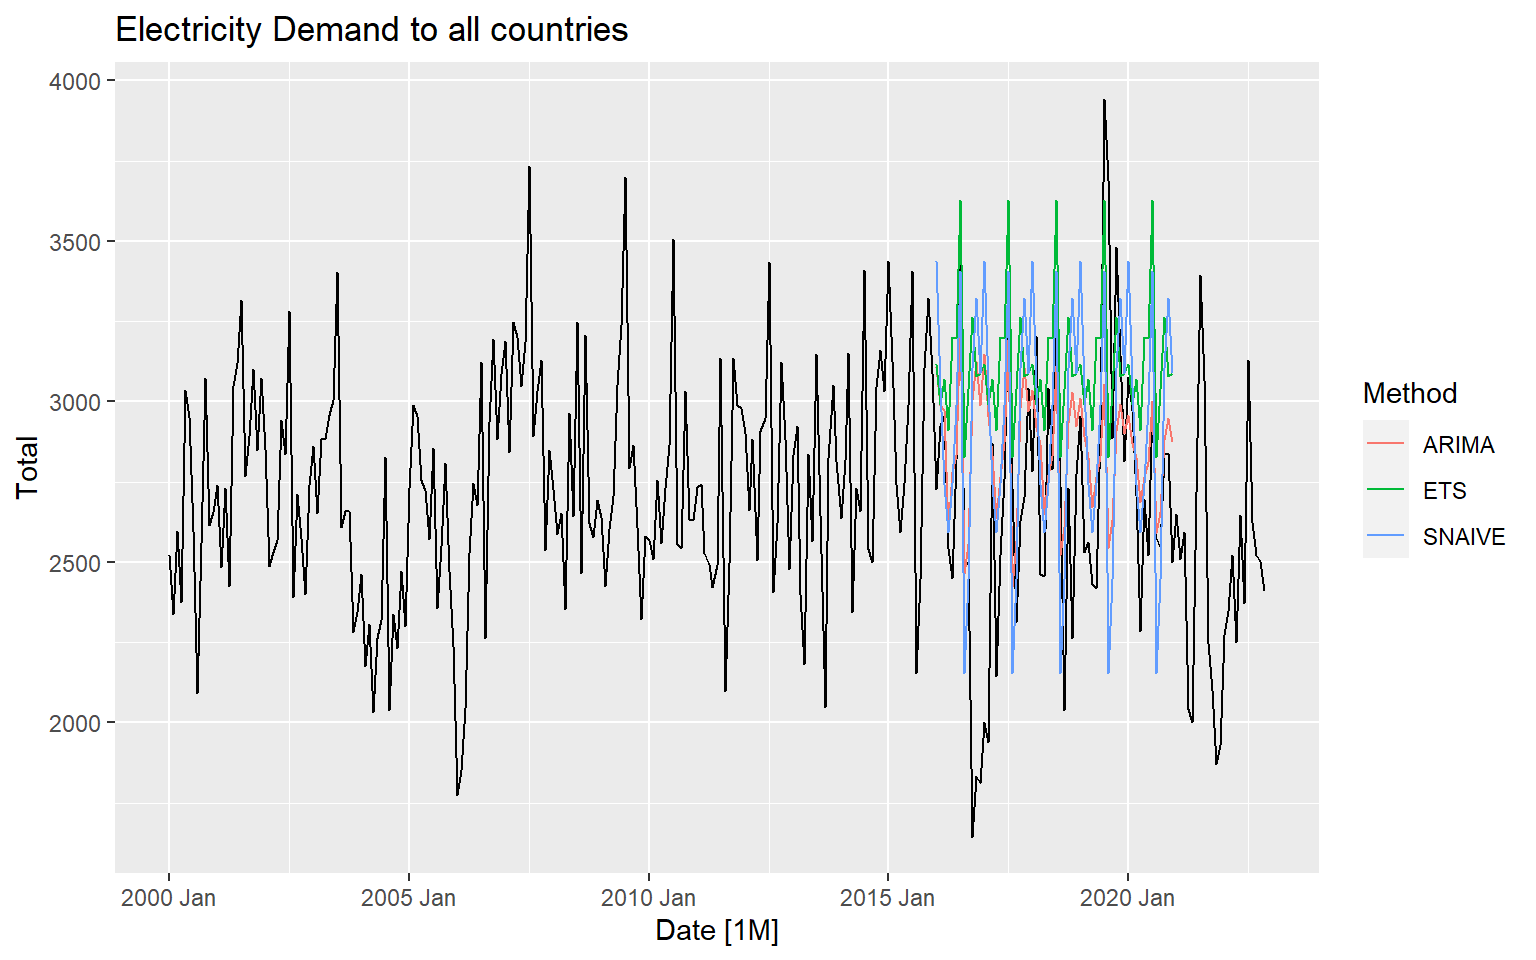 Electricity Demand to all countries
4000
3500
3000
2500
2000
Total
2000 Jan
2005 Jan
2010 Jan
2015 Jan
2020 Jan
Date [1M]
Method
ARIMA
ETS
SNAIVE